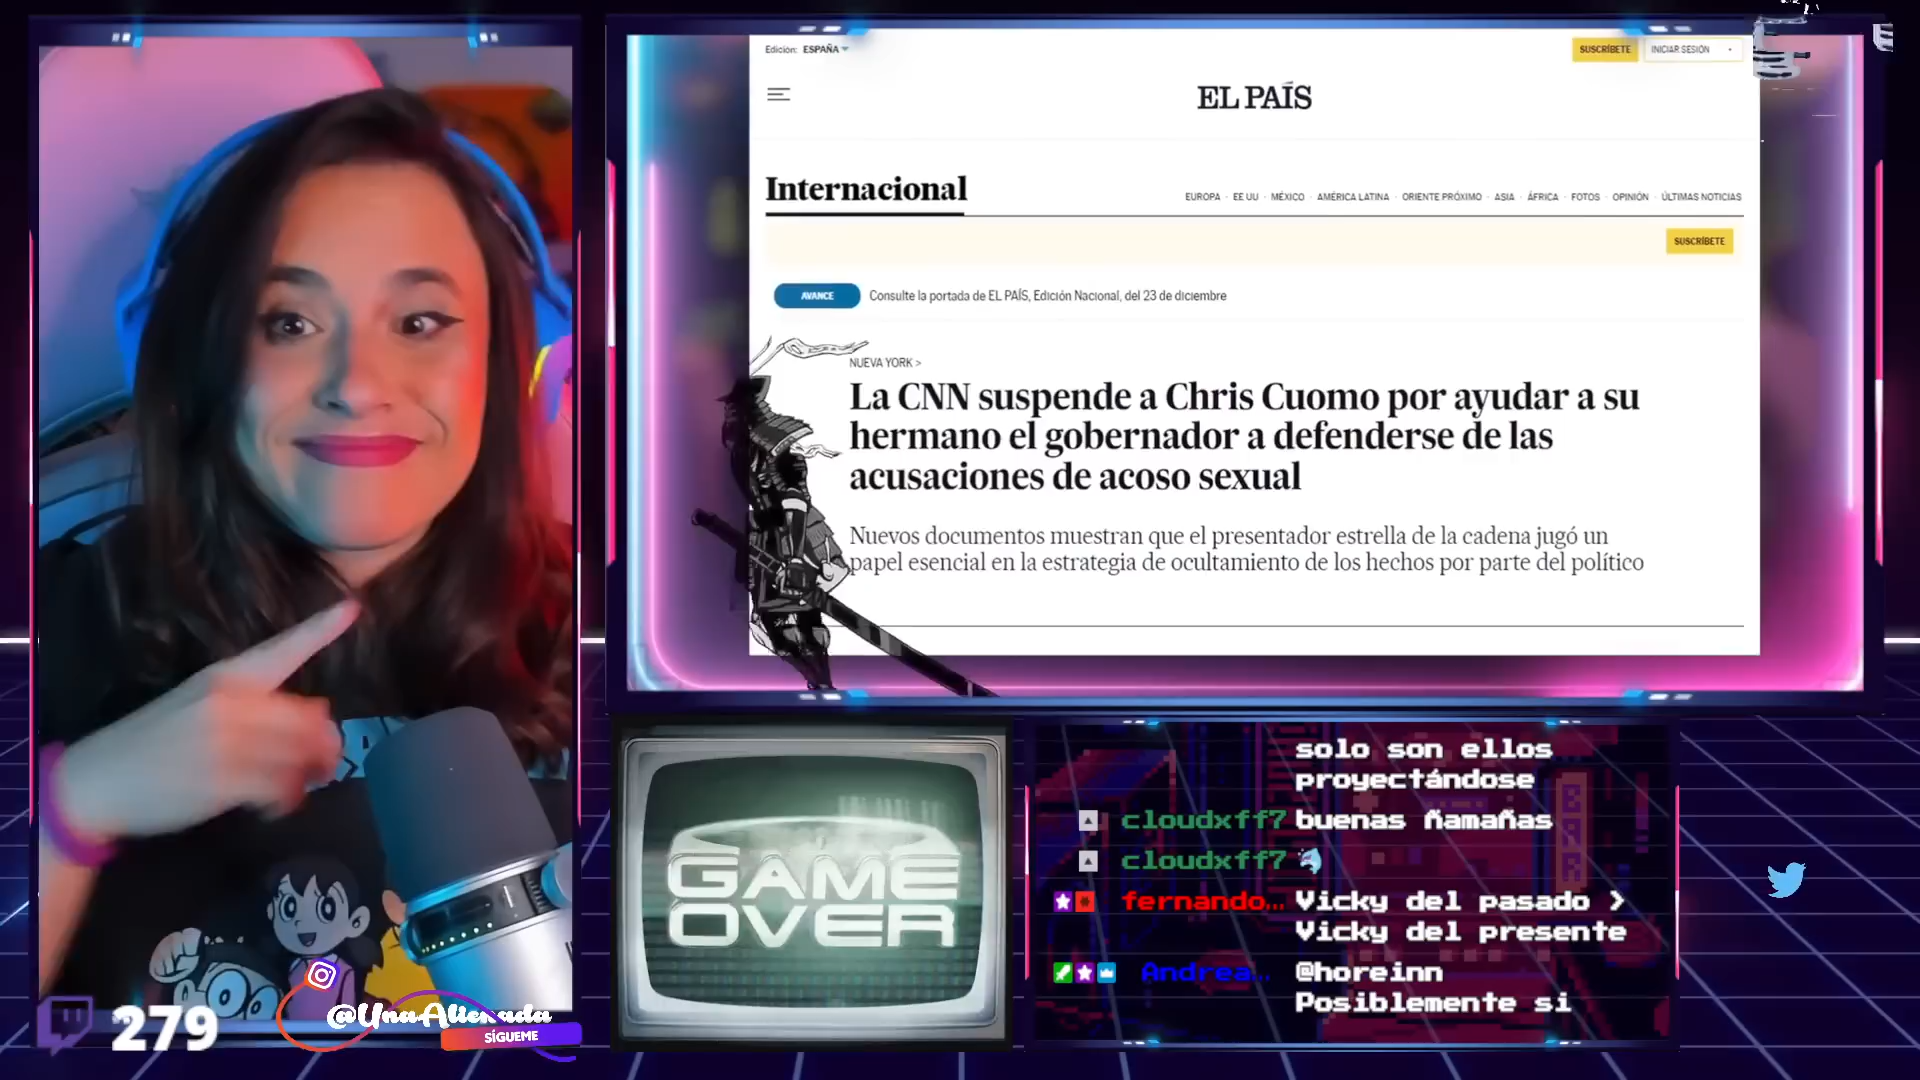 Edición: ESPAÑA
SUSCRÍBETE
INICIAR SESIÓN
EL PAÍS
Internacional
EUROPA · EE UU · MÉXICO · AMÉRICA LATINA · ORIENTE PRÓXIMO · ASIA · ÁFRICA · FOTOS · OPINIÓN · ÚLTIMAS NOTICIAS
SUSCRÍBETE
AVANCE
Consulte la portada de EL PAÍS, Edición Nacional, del 23 de diciembre
NUEVA YORK >
La CNN suspende a Chris Cuomo por ayudar a su
hermano el gobernador a defenderse de las
acusaciones de acoso sexual
Nuevos documentos muestran que el presentador estrella de la cadena jugó un
papel esencial en la estrategia de ocultamiento de los hechos por parte del político
GAME
OVER
solo son ellos
proyectándose
cloudxff7 buenas ñamañas
cloudxff7
fernando... Vicky del pasado >
Vicky del presente
Andrea... @horeinn
Posiblemente si
279
@UnaAlienada
SÍGUEME